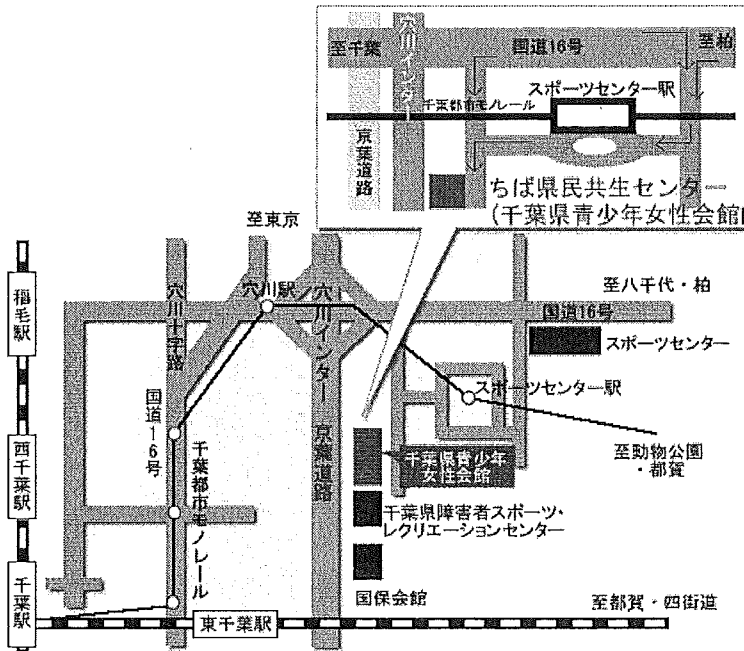 至千葉
穴川インター
国道16号
至柏
スポーツセンター駅
千葉都市モノレール
京葉道路
ちば県民共生センター
(千葉県青少年女性会館内
至東京
穴川駅
穴川十字路
穴川インター
至八千代・柏
国道16号
スポーツセンター
稲毛駅
国道16号
京葉道路
スポーツセンター駅
西千葉駅
千葉都市モノレール
千葉県青少年
女性会館
至動物公園
・都賀
千葉県障害者スポーツ・
レクリエーションセンター
千葉駅
国保会館
東千葉駅
至都賀・四街道